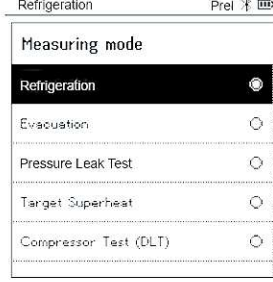 Refrigeration Prel
Measuring mode
Refrigeration
Evacuation
Pressure Leak Test
Target Superheat
Compressor Test (DLT)